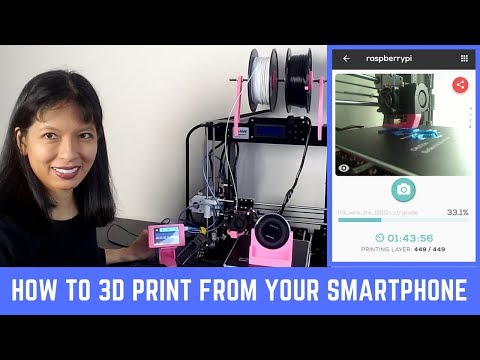 raspberrypi
33.1%
01:43:56
PRINTING LAYER: 449 / 449
HOW TO 3D PRINT FROM YOUR SMARTPHONE